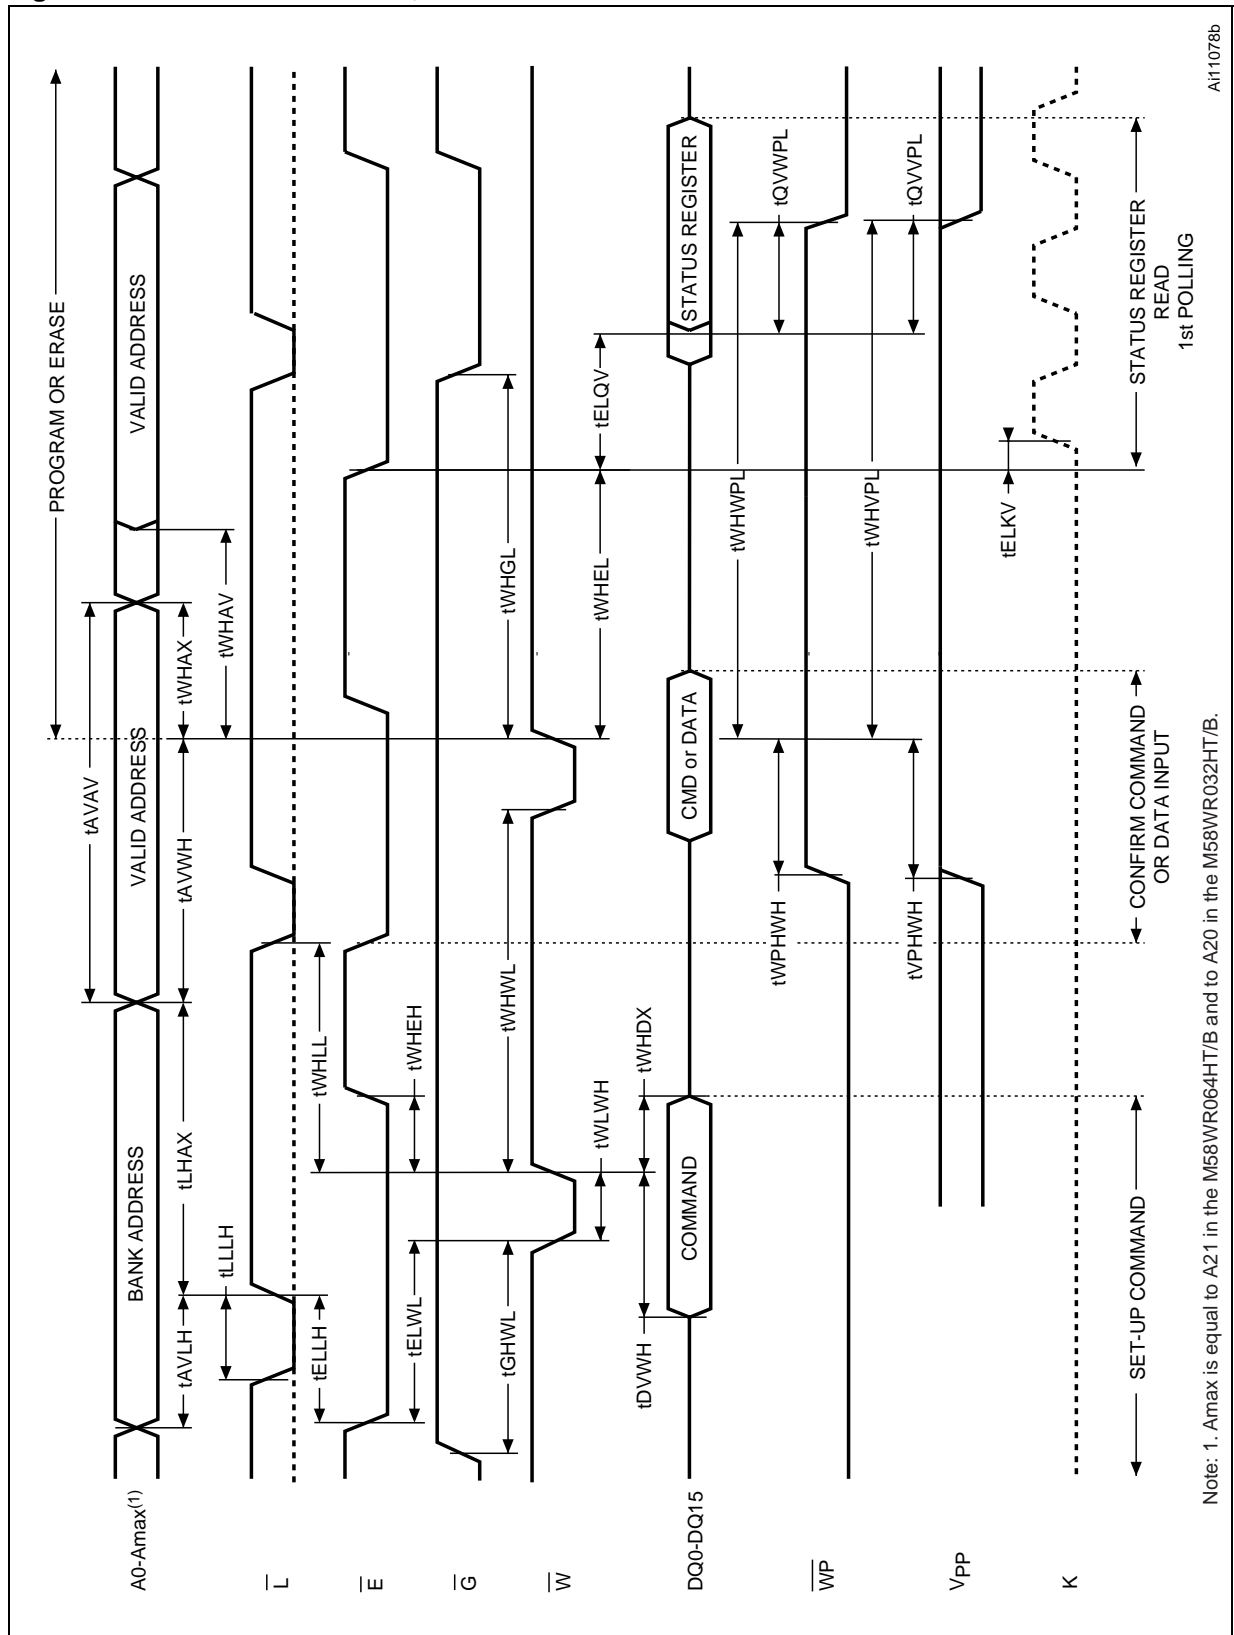 PROGRAM OR ERASE
tAVAV
tAVLH
tLHAX
tAVWH
tWHAX
tWHAV
A0-Amax(1)
BANK ADDRESS
VALID ADDRESS
VALID ADDRESS
tLLLH
L
tELLH
tWHLL
E
tELWL
tWHEH
G
tGHWL
tWHWL
tWHGL
W
tWLWH
tWHEL
tELQV
tDVWH
tWHDX
DQ0-DQ15
COMMAND
CMD or DATA
STATUS REGISTER
tWHWPL
tWPHWH
tQVWPL
WP
tWHVPL
tVPHWH
tQVVPL
VPP
tELKV
K
SET-UP COMMAND
CONFIRM COMMAND
OR DATA INPUT
STATUS REGISTER
READ
1st POLLING
Note: 1. Amax is equal to A21 in the M58WR064HT/B and to A20 in the M58WR032HT/B.
Ai11078b